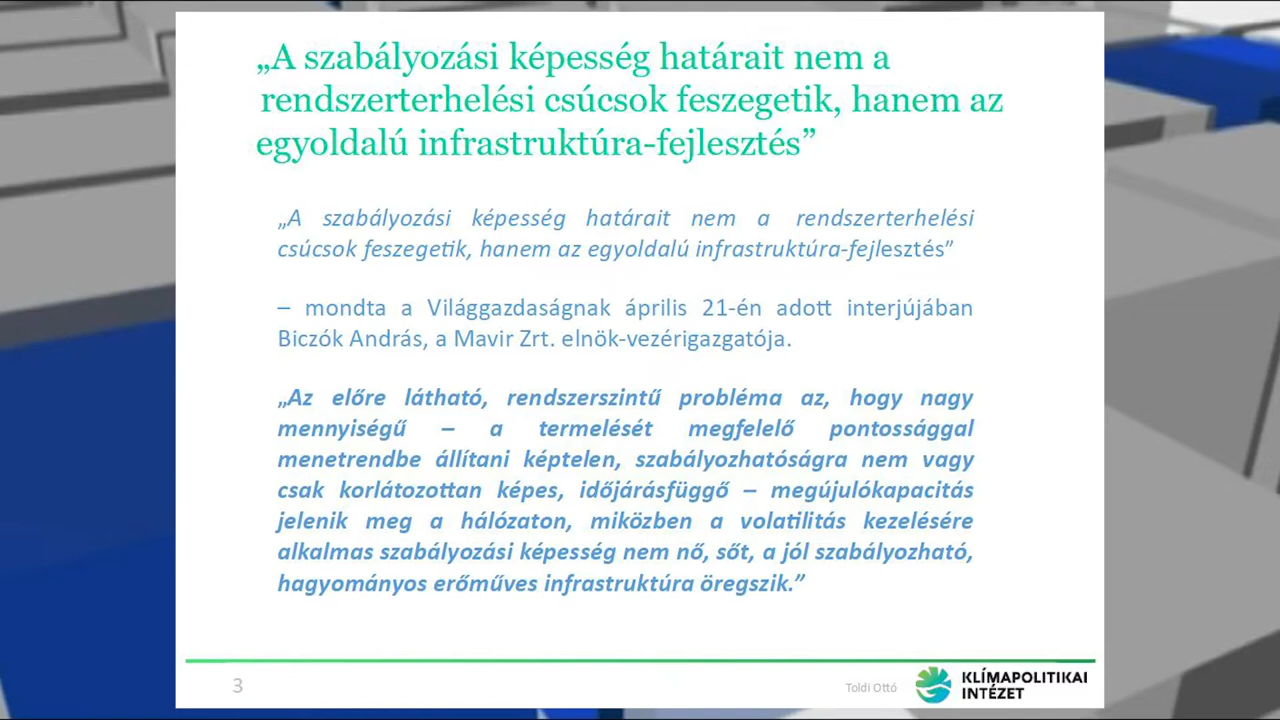 „A szabályozási képesség határait nem a
rendszerterhelési csúcsok feszegetik, hanem az
egyoldalú infrastruktúra-fejlesztés”
„A szabályozási képesség határait nem a rendszerterhelési
csúcsok feszegetik, hanem az egyoldalú infrastruktúra-fejlesztés”
– mondta a Világgazdaságnak április 21-én adott interjújában
Biczók András, a Mavir Zrt. elnök-vezérigazgatója.
„Az előre látható, rendszerszintű probléma az, hogy nagy
mennyiségű – a termelését megfelelő pontossággal
menetrendbe állítani képtelen, szabályozhatóságra nem vagy
csak korlátozottan képes, időjárásfüggő – megújulókapacitás
jelenik meg a hálózaton, miközben a volatilitás kezelésére
alkalmas szabályozási képesség nem nő, sőt, a jól szabályozható,
hagyományos erőműves infrastruktúra öregszik.”
3
Toldi Ottó
KLÍMAPOLITIKAI
INTÉZET